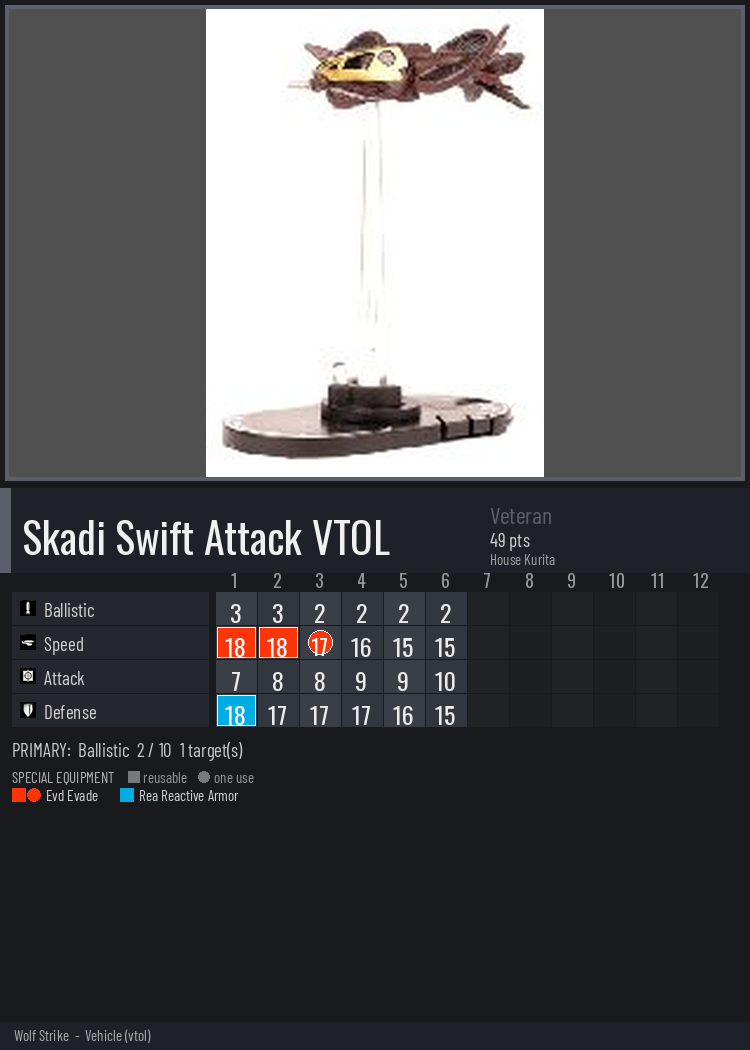 Skadi Swift Attack VTOL
Veteran
49 pts
House Kurita
1 2 3 4 5 6 7 8 9 10 11 12
Ballistic 3 3 2 2 2 2
Speed 18 18 17 16 15 15
Attack 7 8 8 9 9 10
Defense 18 17 17 17 16 15
PRIMARY: Ballistic 2 / 10 1 target(s)
SPECIAL EQUIPMENT reusable one use
Evd Evade Rea Reactive Armor
Wolf Strike - Vehicle (vtol)